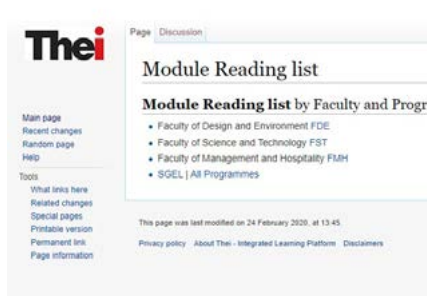 Thei
Page Discussion
Module Reading list
Module Reading list by Faculty and Progr
Faculty of Design and Environment FDE
Faculty of Science and Technology FST
Faculty of Management and Hospitality FMH
SGEL | All Programmes
Main page
Recent changes
Random page
Help
Tools
What links here
Related changes
Special pages
Printable version
Permanent link
Page information
This page was last modified on 24 February 2020, at 13:45.
Privacy policy About Thei - Integrated Learning Platform Disclaimers